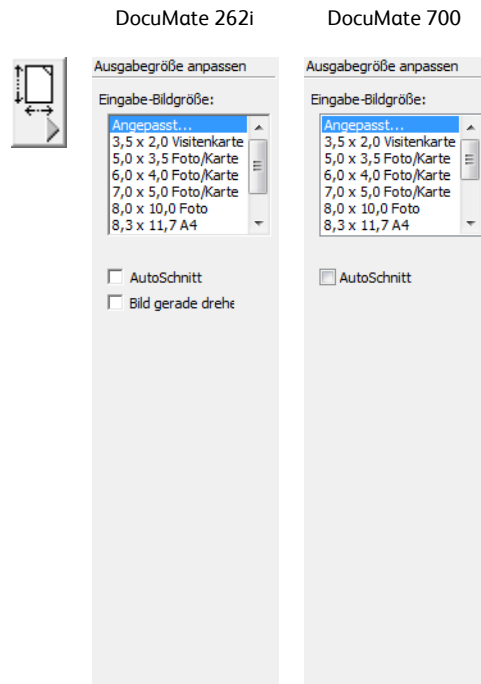 DocuMate 262i
DocuMate 700
Ausgabegröße anpassen
Eingabe-Bildgröße:
Angepasst...
3,5 x 2,0 Visitenkarte
5,0 x 3,5 Foto/Karte
6,0 x 4,0 Foto/Karte
7,0 x 5,0 Foto/Karte
8,0 x 10,0 Foto
8,3 x 11,7 A4
AutoSchnitt
Bild gerade drehe
Ausgabegröße anpassen
Eingabe-Bildgröße:
Angepasst...
3,5 x 2,0 Visitenkarte
5,0 x 3,5 Foto/Karte
6,0 x 4,0 Foto/Karte
7,0 x 5,0 Foto/Karte
8,0 x 10,0 Foto
8,3 x 11,7 A4
AutoSchnitt